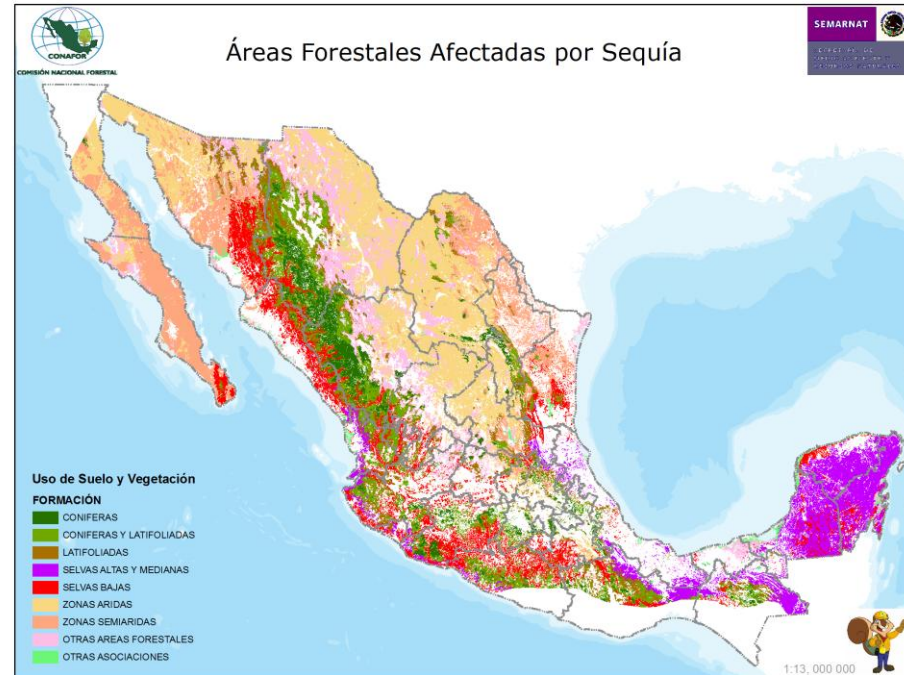 CONAFOR
COMISIÓN NACIONAL FORESTAL
Áreas Forestales Afectadas por Sequía
SEMARNAT
Uso de Suelo y Vegetación
FORMACIÓN
CONIFERAS
CONIFERAS Y LATIFOLIADAS
LATIFOLIADAS
SELVAS ALTAS Y MEDIANAS
SELVAS BAJAS
ZONAS ARIDAS
ZONAS SEMIARIDAS
OTRAS AREAS FORESTALES
OTRAS ASOCIACIONES
1:13, 000 000